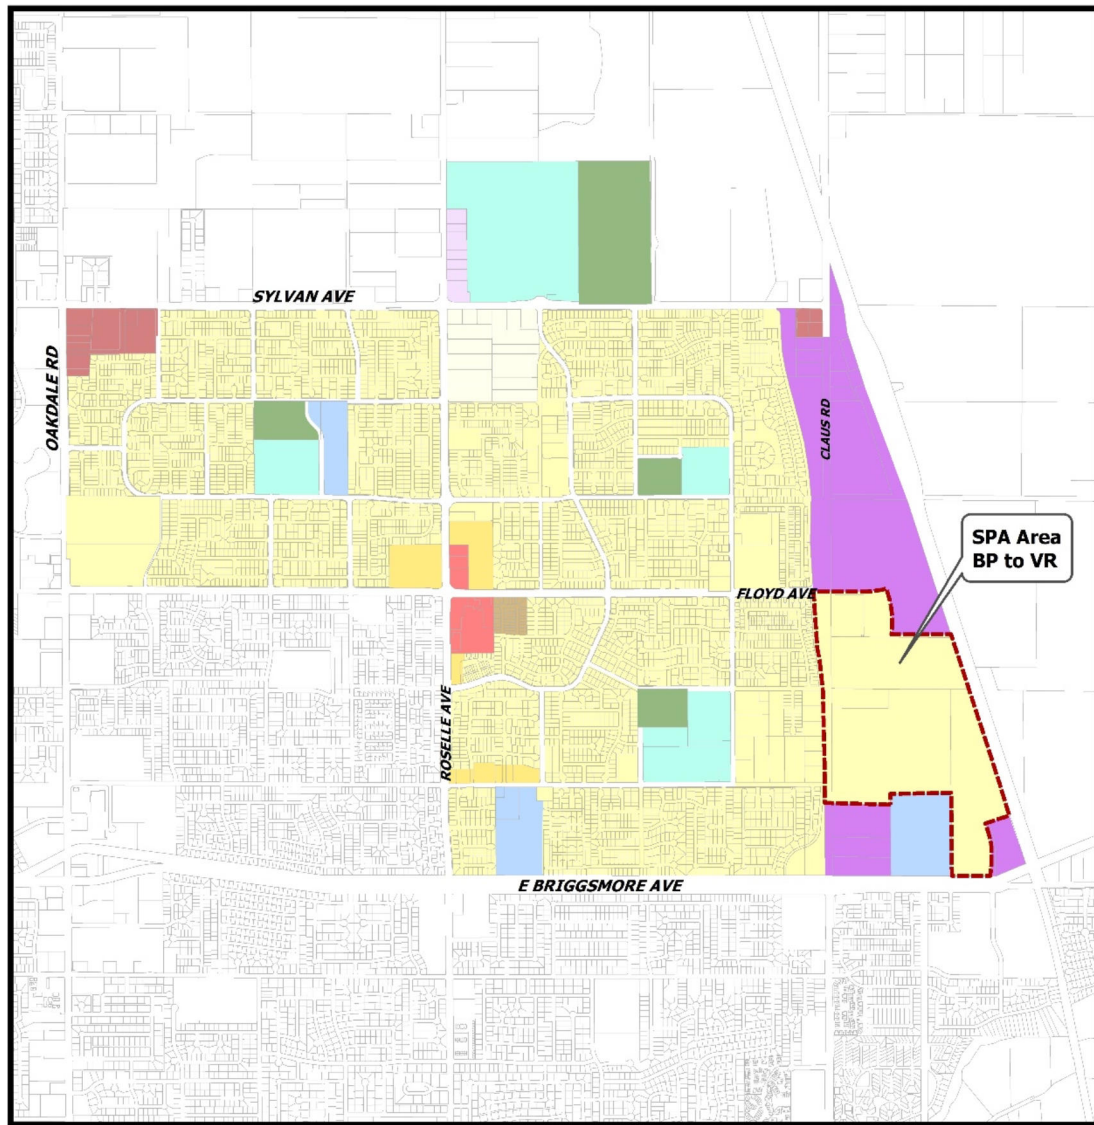 SYLVAN AVE
OAKDALE RD
CLAUS RD
SPA Area
BP to VR
FLOYD AVE
ROSELLE AVE
E BRIGGSMORE AVE